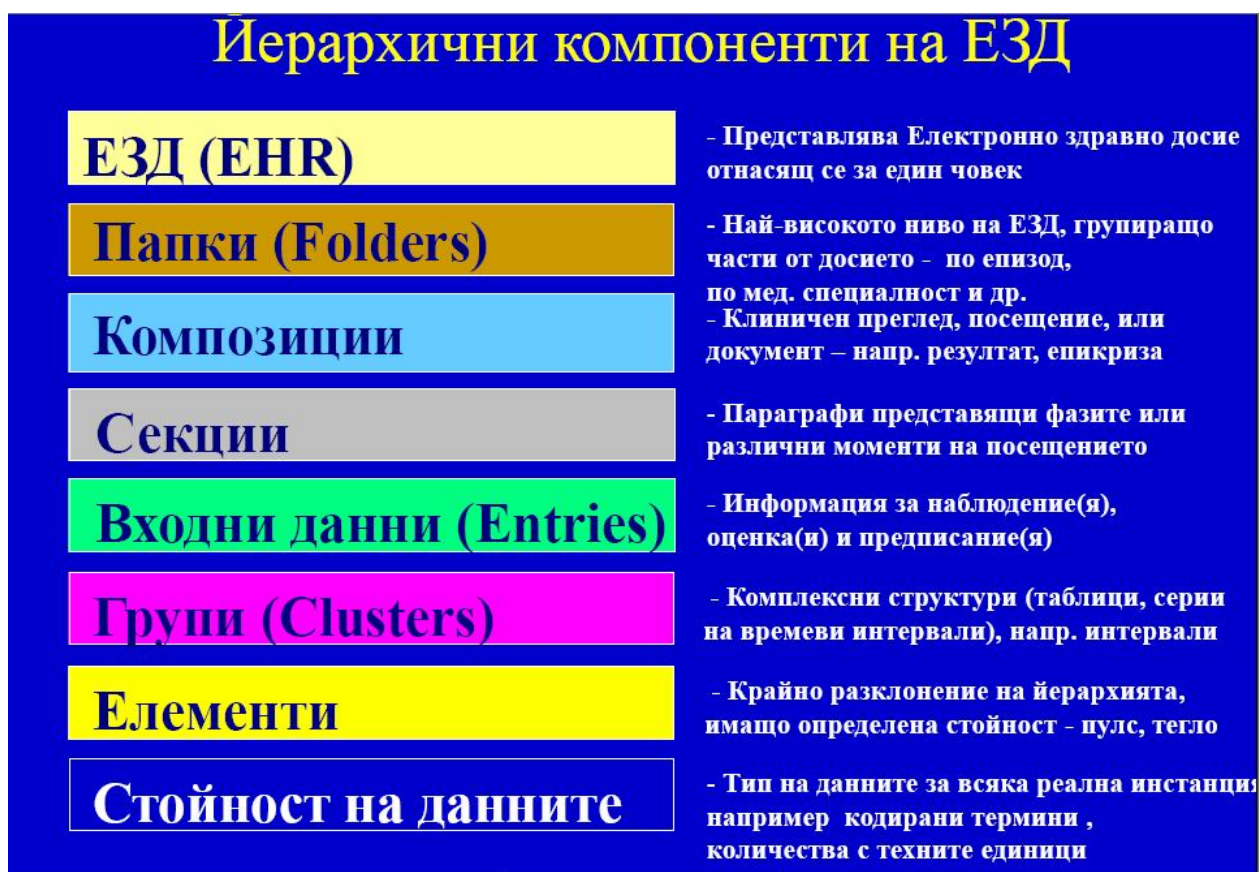 Йерархични компоненти на ЕЗД
ЕЗД (EHR)
- Представлява Електронно здравно досие
отнасящ се за един човек
Папки (Folders)
- Най-високото ниво на ЕЗД, групиращо
части от досието - по епизод,
по мед. специалност и др.
Композиции
- Клиничен преглед, посещение, или
документ – напр. резултат, епикриза
Секции
- Параграфи представящи фазите или
различни моменти на посещението
Входни данни (Entries)
- Информация за наблюдение(я),
оценка(и) и предписание(я)
Групи (Clusters)
- Комплексни структури (таблици, серии
на времеви интервали), напр. интервали
Елементи
- Крайно разклонение на йерархията,
имащо определена стойност - пулс, тегло
Стойност на данните
- Тип на данните за всяка реална инстанция
например кодирани термини ,
количества с техните единици